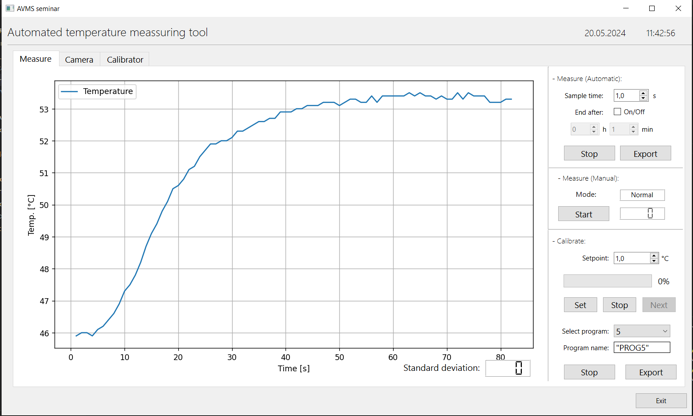 AVMS seminar
Automated temperature meassuring tool
20.05.2024 11:42:56
Measure Camera Calibrator
Temperature
53
52
51
50
49
48
47
46
Temp. [°C]
0 10 20 30 40 50 60 70 80
Time [s]
Standard deviation: 0
- Measure (Automatic):
Sample time: 1,0 s
End after: On/Off
0 h 1 min
Stop Export
- Measure (Manual):
Mode: Normal
Start 0
- Calibrate:
Setpoint: 1,0 °C
0%
Set Stop Next
Select program: 5
Program name: "PROG5"
Stop Export
Exit